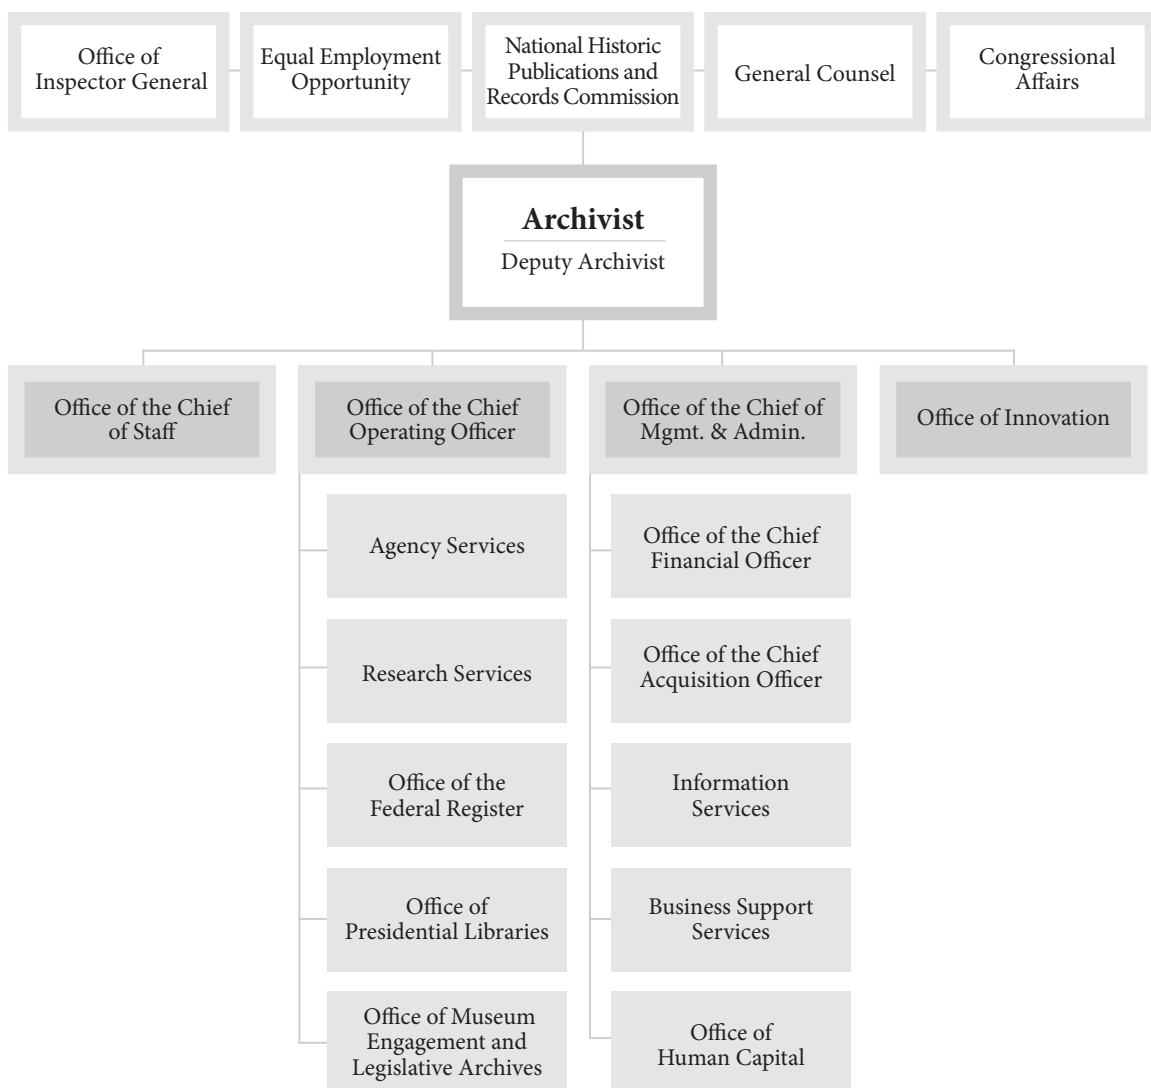 Office of
Inspector General
Equal Employment
Opportunity
National Historic
Publications and
Records Commission
General Counsel
Congressional
Affairs
Archivist
Deputy Archivist
Office of the Chief
of Staff
Office of the Chief
Operating Officer
Office of the Chief of
Mgmt. & Admin.
Office of Innovation
Agency Services
Research Services
Office of the
Federal Register
Office of
Presidential Libraries
Office of Museum
Engagement and
Legislative Archives
Office of the Chief
Financial Officer
Office of the Chief
Acquisition Officer
Information
Services
Business Support
Services
Office of
Human Capital